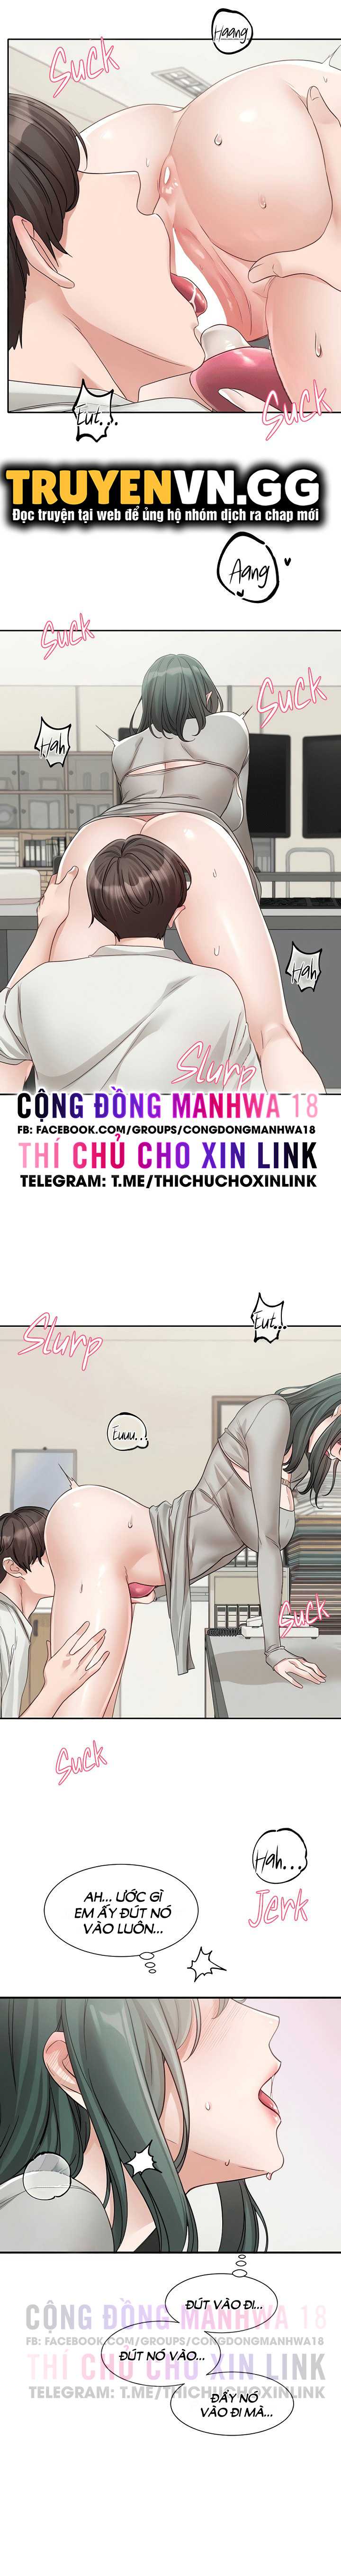 Haang
Suck
Eut...
Suck
TRUYENVN.GG
Đọc truyện tại web để ủng hộ nhóm dịch ra chap mới
Aang
Suck
Suck
Hah
Hah
Slurp
CỘNG ĐỒNG MANHWA 18
FB: FACEBOOK.COM/GROUPS/CONGDONGMANHWA18
THÍ CHỦ CHO XIN LINK
TELEGRAM: T.ME/THICHUCHOXINLINK
Eut...
Slurp
Euuu...
Suck
Suck
Hah...
Jerk
AH... ƯỚC GÌ
EM ẤY ĐÚT NÓ
VÀO LUÔN...
ĐÚT VÀO ĐI...
CỘNG ĐỒNG MANHWA 18
FB: FACEBOOK.COM/GROUPS/CONGDONGMANHWA18
ĐÚT NÓ VÀO...
THÍ CHỦ CHO XIN LINK
TELEGRAM: T.ME/THICHUCHOXINLINK
ĐẨY NÓ
VÀO ĐI MÀ...